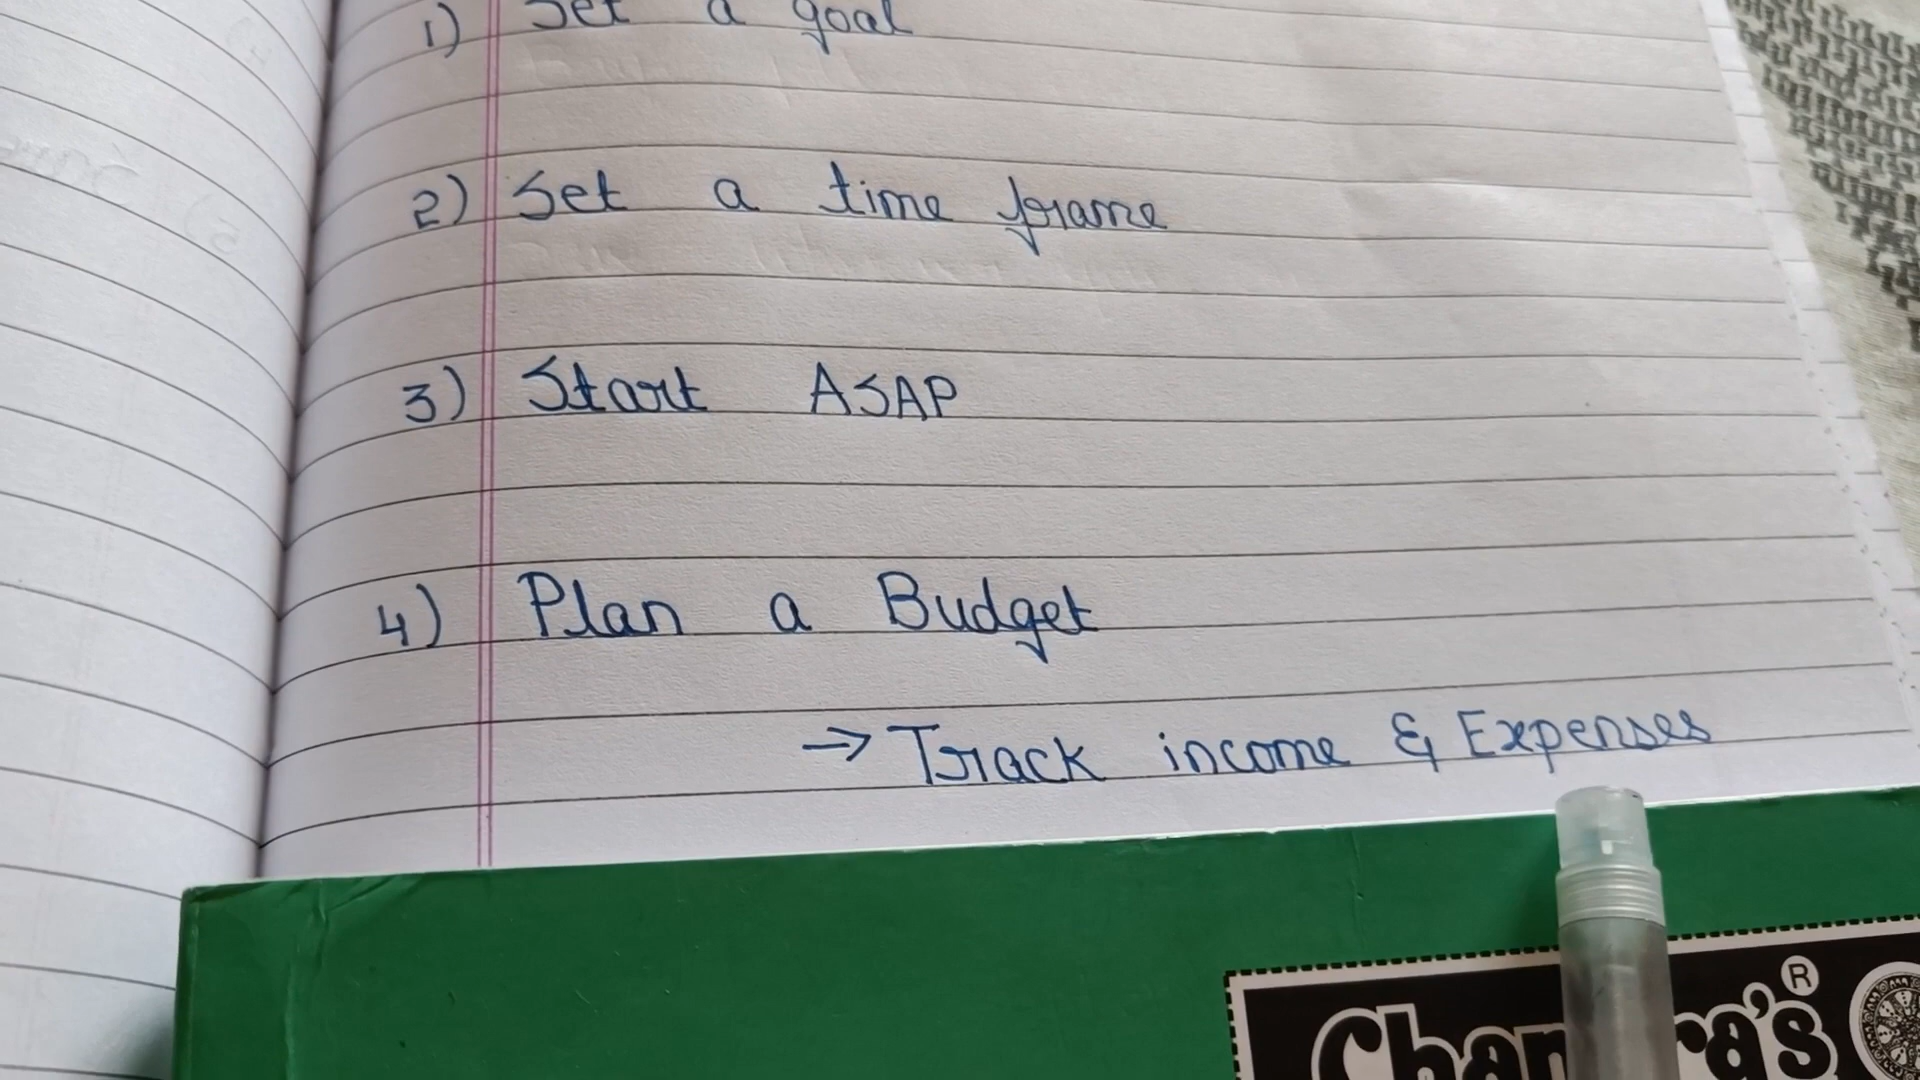 1) Set a goal
2) Set a time frame
3) Start ASAP
4) Plan a Budget
→ Track income & Expenses
®